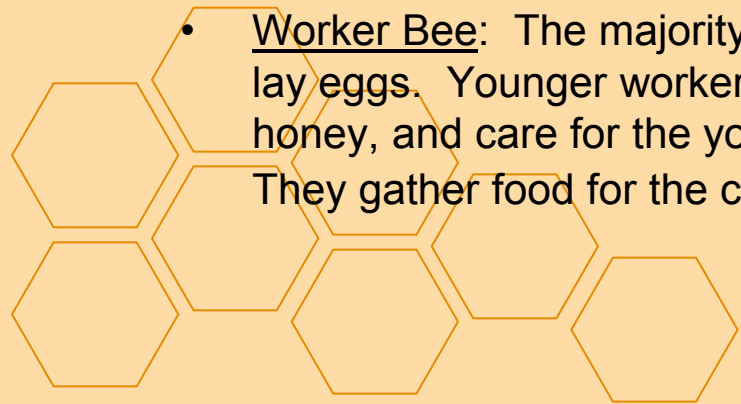 • Worker Bee: The majority
lay eggs. Younger worker
honey, and care for the yo
They gather food for the c